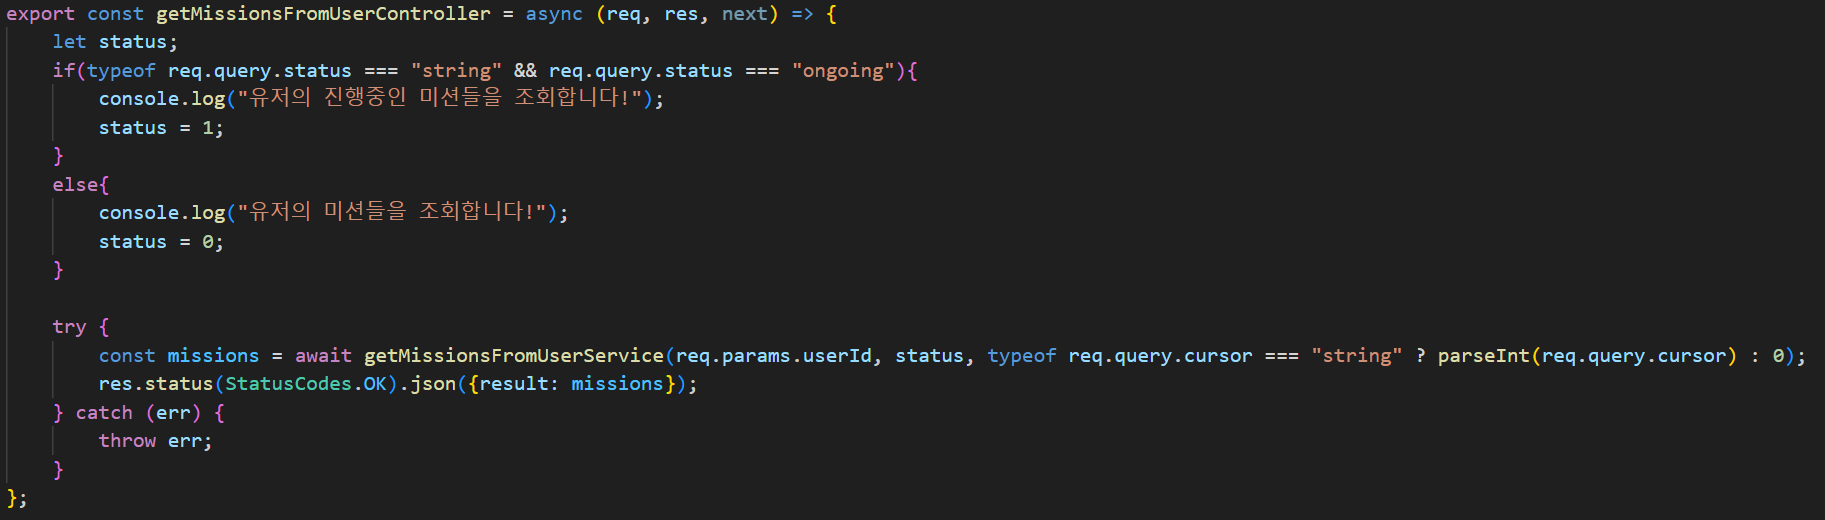 export const getMissionsFromUserController = async (req, res, next) => {
    let status;
    if(typeof req.query.status === "string" && req.query.status === "ongoing"){
        console.log("유저의 진행중인 미션들을 조회합니다!");
        status = 1;
    }
    else{
        console.log("유저의 미션들을 조회합니다!");
        status = 0;
    }

    try {
        const missions = await getMissionsFromUserService(req.params.userId, status, typeof req.query.cursor === "string" ? parseInt(req.query.cursor) : 0);
        res.status(StatusCodes.OK).json({result: missions});
    } catch (err) {
        throw err;
    }
};